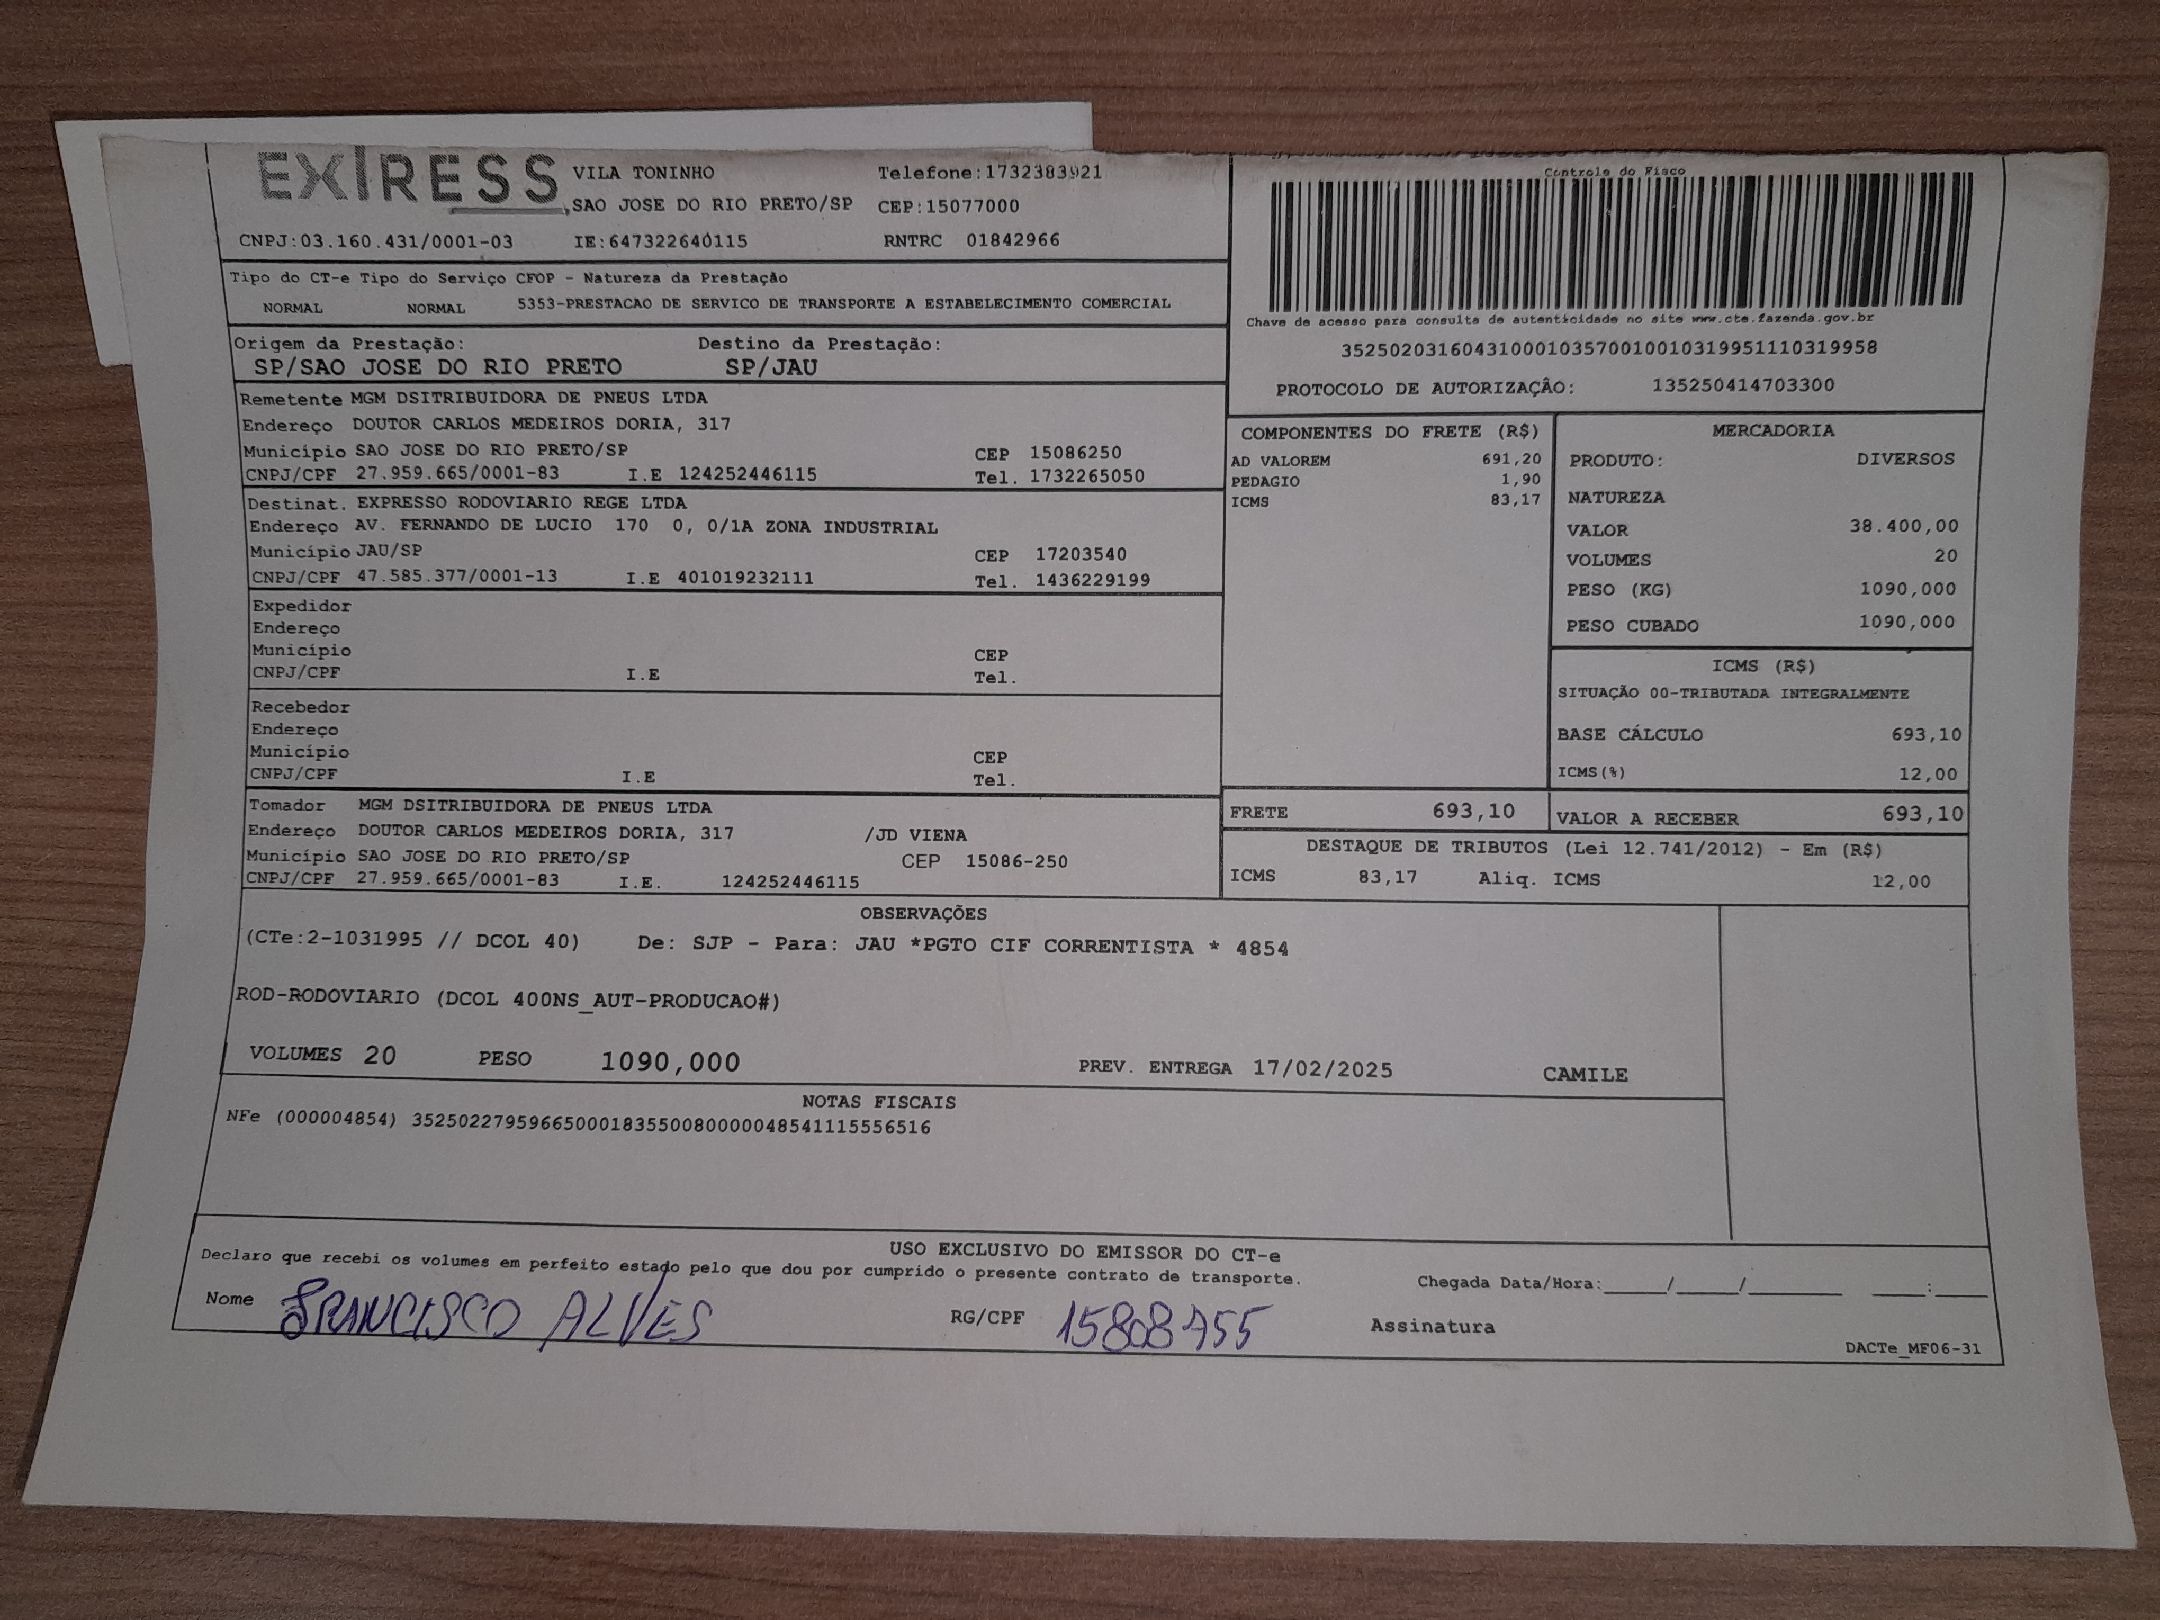 EXIRESS
VILA TONINHO Telefone:1732383921
SAO JOSE DO RIO PRETO/SP CEP:15077000
CNPJ:03.160.431/0001-03 IE:647322640115 RNTRC 01842966
Tipo do CT-e Tipo do Serviço CFOP - Natureza da Prestação
NORMAL NORMAL 5353-PRESTACAO DE SERVICO DE TRANSPORTE A ESTABELECIMENTO COMERCIAL
Origem da Prestação: Destino da Prestação:
SP/SAO JOSE DO RIO PRETO SP/JAU
Controle do Fisco
Chave de acesso para consulta de autenticidade no site www.cte.fazenda.gov.br
35250203160431000103570010010319951110319958
PROTOCOLO DE AUTORIZAÇÂO: 135250414703300
Remetente MGM DSITRIBUIDORA DE PNEUS LTDA
Endereço DOUTOR CARLOS MEDEIROS DORIA, 317
Município SAO JOSE DO RIO PRETO/SP CEP 15086250
CNPJ/CPF 27.959.665/0001-83 I.E 124252446115 Tel. 1732265050
Destinat. EXPRESSO RODOVIARIO REGE LTDA
Endereço AV. FERNANDO DE LUCIO 170 0, 0/1A ZONA INDUSTRIAL
Município JAU/SP CEP 17203540
CNPJ/CPF 47.585.377/0001-13 I.E 401019232111 Tel. 1436229199
Expedidor
Endereço
Município CEP
CNPJ/CPF I.E Tel.
Recebedor
Endereço
Município CEP
CNPJ/CPF I.E Tel.
Tomador MGM DSITRIBUIDORA DE PNEUS LTDA
Endereço DOUTOR CARLOS MEDEIROS DORIA, 317 /JD VIENA
Município SAO JOSE DO RIO PRETO/SP CEP 15086-250
CNPJ/CPF 27.959.665/0001-83 I.E. 124252446115
COMPONENTES DO FRETE (R$)
AD VALOREM 691,20
PEDAGIO 1,90
ICMS 83,17
MERCADORIA
PRODUTO: DIVERSOS
NATUREZA
VALOR 38.400,00
VOLUMES 20
PESO (KG) 1090,000
PESO CUBADO 1090,000
ICMS (R$)
SITUAÇÃO 00-TRIBUTADA INTEGRALMENTE
BASE CÁLCULO 693,10
ICMS(%) 12,00
FRETE 693,10 VALOR A RECEBER 693,10
DESTAQUE DE TRIBUTOS (Lei 12.741/2012) - Em (R$)
ICMS 83,17 Aliq. ICMS 12,00
OBSERVAÇÕES
(CTe:2-1031995 // DCOL 40) De: SJP - Para: JAU *PGTO CIF CORRENTISTA * 4854
ROD-RODOVIARIO (DCOL 400NS_AUT-PRODUCAO#)
VOLUMES 20 PESO 1090,000 PREV. ENTREGA 17/02/2025 CAMILE
NOTAS FISCAIS
NFe (000004854) 35250227959665000183550080000048541115556516
USO EXCLUSIVO DO EMISSOR DO CT-e
Declaro que recebi os volumes em perfeito estado pelo que dou por cumprido o presente contrato de transporte. Chegada Data/Hora:_____/_____/_______ ____:____
Nome FRANCISCO ALVES RG/CPF 15808755 Assinatura
DACTe_MF06-31